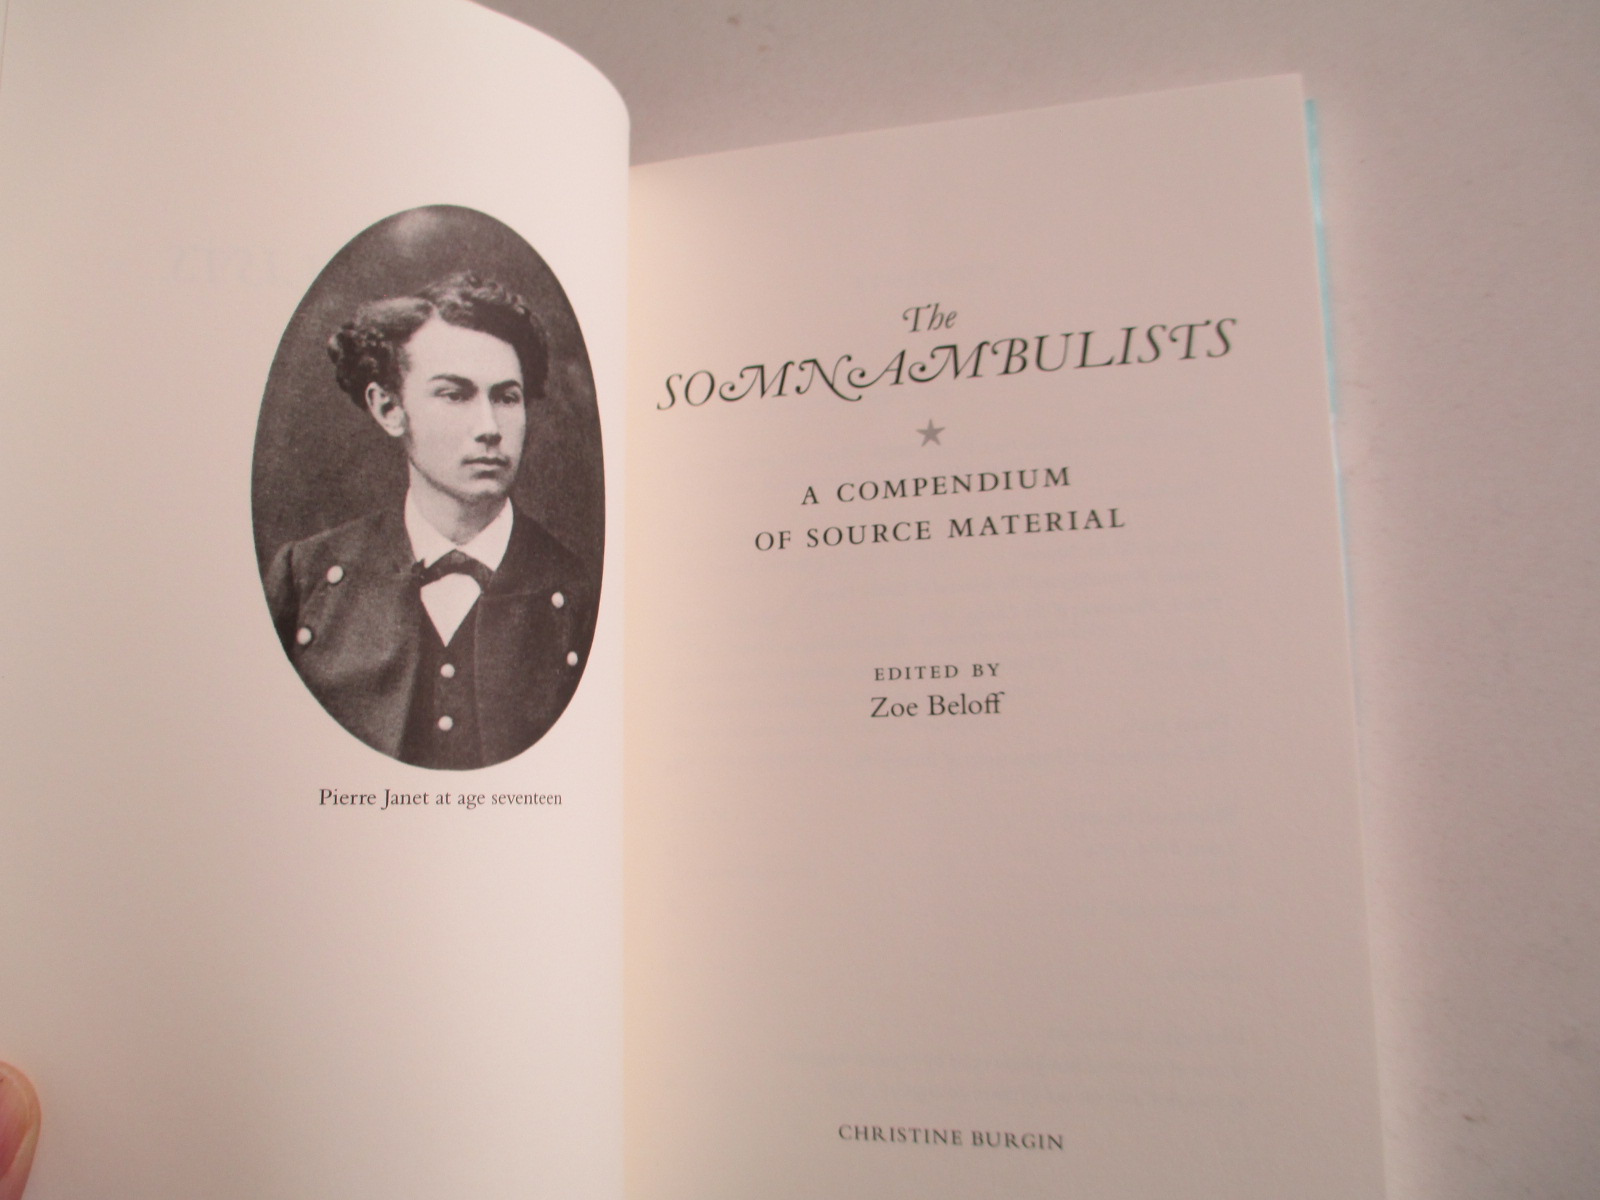 Pierre Janet at age seventeen
The
SOMNAMBULISTS
A COMPENDIUM
OF SOURCE MATERIAL
EDITED BY
Zoe Beloff
CHRISTINE BURGIN